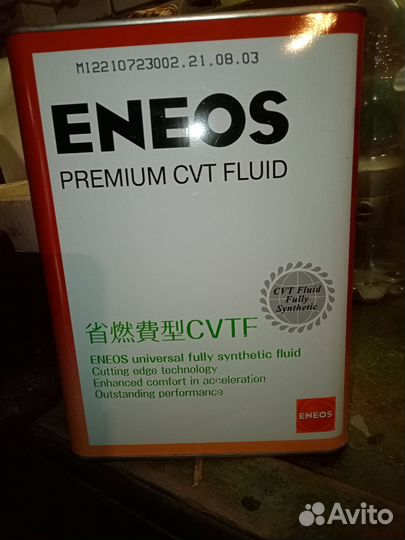 MI2210723002.21.08.03
ENEOS
PREMIUM CVT FLUID
CVT Fluid
Fully
Synthetic
省燃費型CVTF
ENEOS universal fully synthetic fluid
Cutting edge technology
Enhanced comfort in acceleration
Outstanding performance
ENEOS
Avito